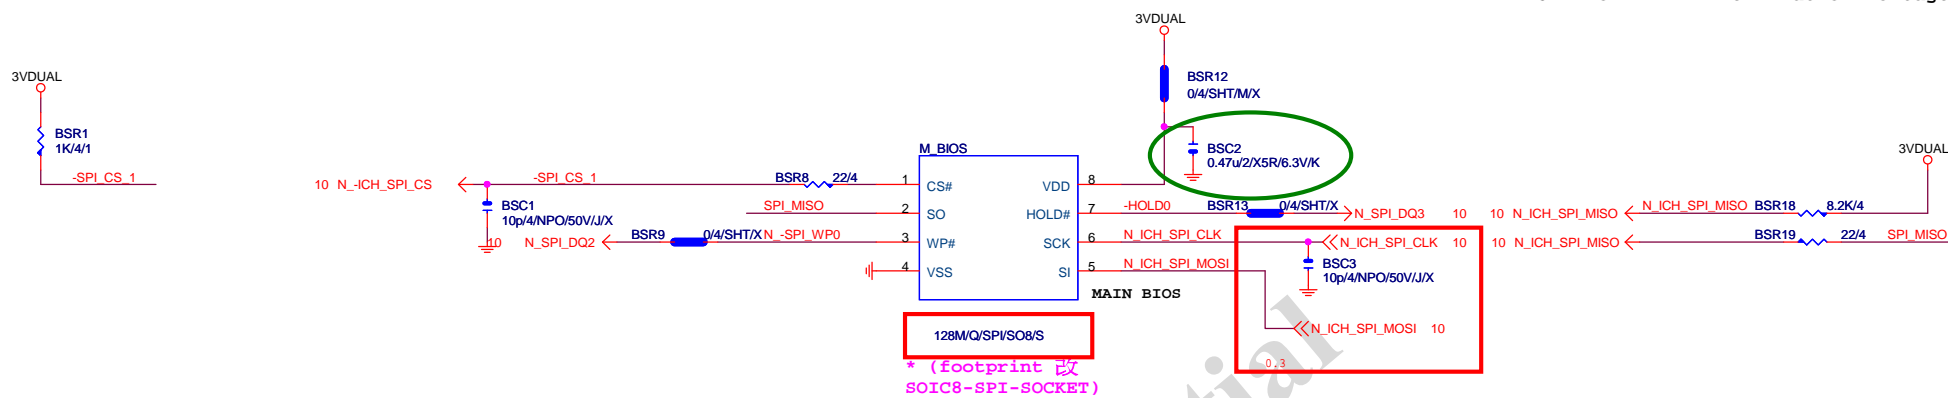 3VDUAL
BSR1
1K/4/1
-SPI_CS_1
10 N_-ICH_SPI_CS
-SPI_CS_1
BSC1
10p/4/NPO/50V/J/X
BSR8 22/4
SPI_MISO
10 N_SPI_DQ2
BSR9 0/4/SHT/X N_-SPI_WP0
M_BIOS
1 CS#
2 SO
3 WP#
4 VSS
VDD 8
HOLD# 7
SCK 6
SI 5
128M/Q/SPI/SO8/S
* (footprint 改
SOIC8-SPI-SOCKET)
MAIN BIOS
3VDUAL
BSR12
0/4/SHT/M/X
BSC2
0.47u/2/X5R/6.3V/K
-HOLD0 BSR13 0/4/SHT/X N_SPI_DQ3 10
N_ICH_SPI_CLK N_ICH_SPI_CLK 10
BSC3
10p/4/NPO/50V/J/X
N_ICH_SPI_MOSI
N_ICH_SPI_MOSI 10
0.3
3VDUAL
10 N_ICH_SPI_MISO N_ICH_SPI_MISO BSR18 8.2K/4
10 N_ICH_SPI_MISO BSR19 22/4 SPI_MISO
tial